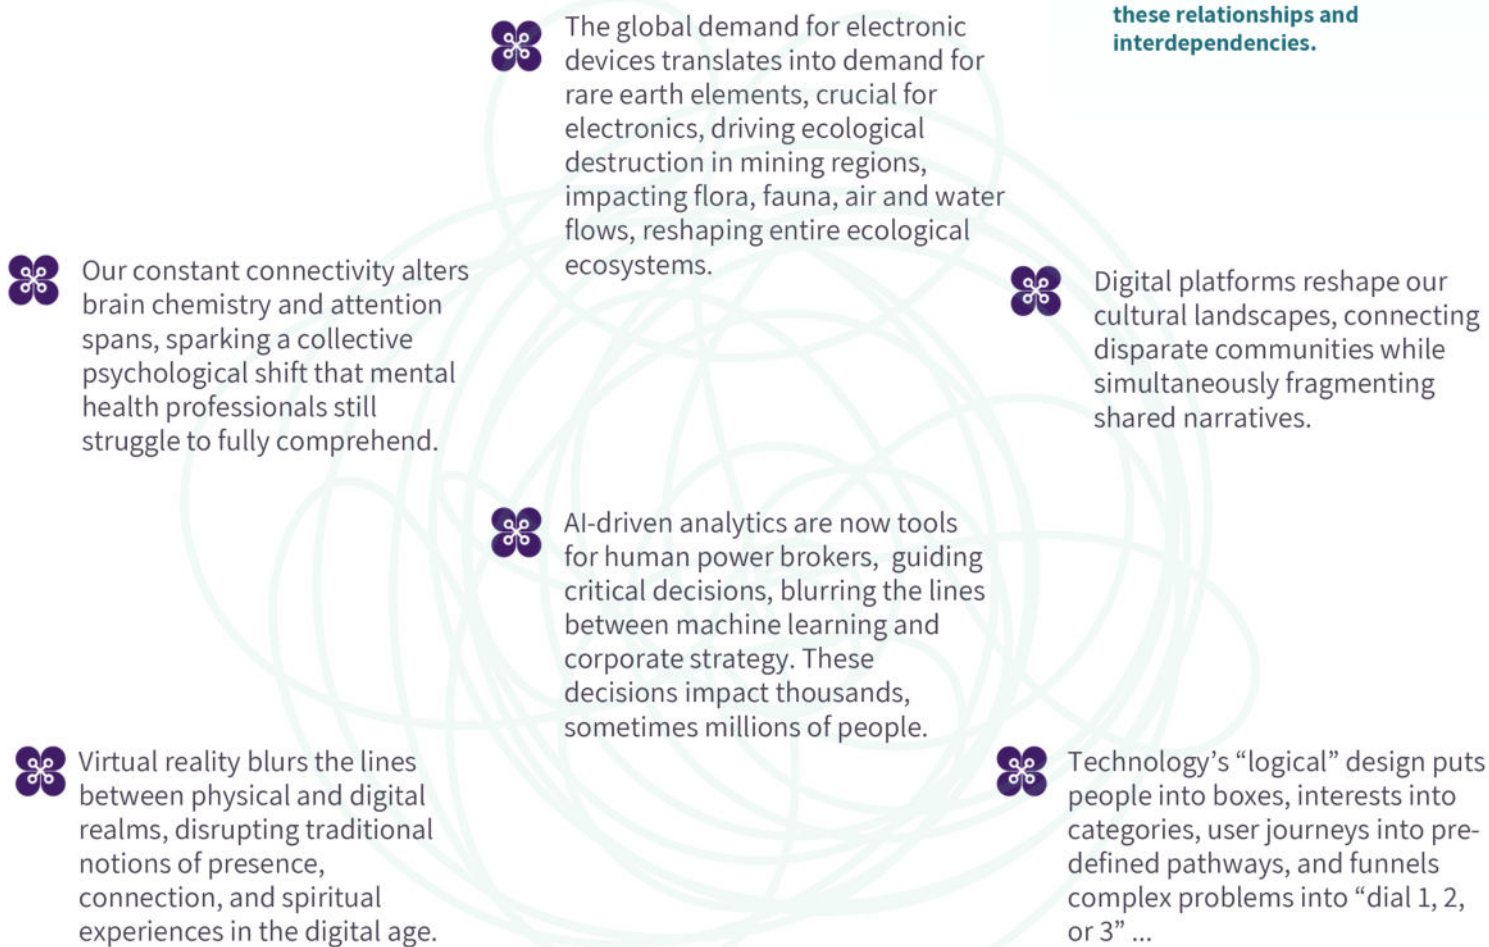 these relationships and
interdependencies.
The global demand for electronic
devices translates into demand for
rare earth elements, crucial for
electronics, driving ecological
destruction in mining regions,
impacting flora, fauna, air and water
flows, reshaping entire ecological
ecosystems.
Our constant connectivity alters
brain chemistry and attention
spans, sparking a collective
psychological shift that mental
health professionals still
struggle to fully comprehend.
Digital platforms reshape our
cultural landscapes, connecting
disparate communities while
simultaneously fragmenting
shared narratives.
AI-driven analytics are now tools
for human power brokers,  guiding
critical decisions, blurring the lines
between machine learning and
corporate strategy. These
decisions impact thousands,
sometimes millions of people.
Virtual reality blurs the lines
between physical and digital
realms, disrupting traditional
notions of presence,
connection, and spiritual
experiences in the digital age.
Technology’s “logical” design puts
people into boxes, interests into
categories, user journeys into pre-
defined pathways, and funnels
complex problems into “dial 1, 2,
or 3” ...